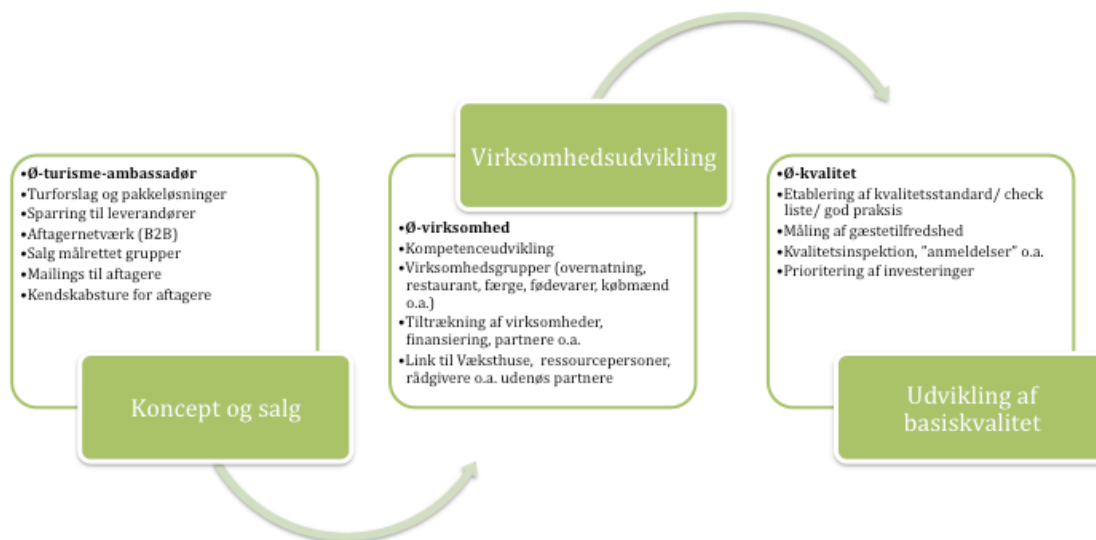 •Ø-turisme-ambassadør
•Turforslag og pakkeløsninger
•Sparring til leverandører
•Aftagernetværk (B2B)
•Salg målrettet grupper
•Mailings til aftagere
•Kendskabsture for aftagere
Koncept og salg
Virksomhedsudvikling
•Ø-virksomhed
•Kompetenceudvikling
•Virksomhedsgrupper (overnatning,
restaurant, færge, fødevarer, købmænd
o.a.)
•Tiltrækning af virksomheder,
finansiering, partnere o.a.
•Link til Væksthuse, ressourcepersoner,
rådgivere o.a. udenøs partnere
•Ø-kvalitet
•Etablering af kvalitetsstandard/ check
liste/ god praksis
•Måling af gæstetilfredshed
•Kvalitetsinspektion, ”anmeldelser” o.a.
•Prioritering af investeringer
Udvikling af
basiskvalitet